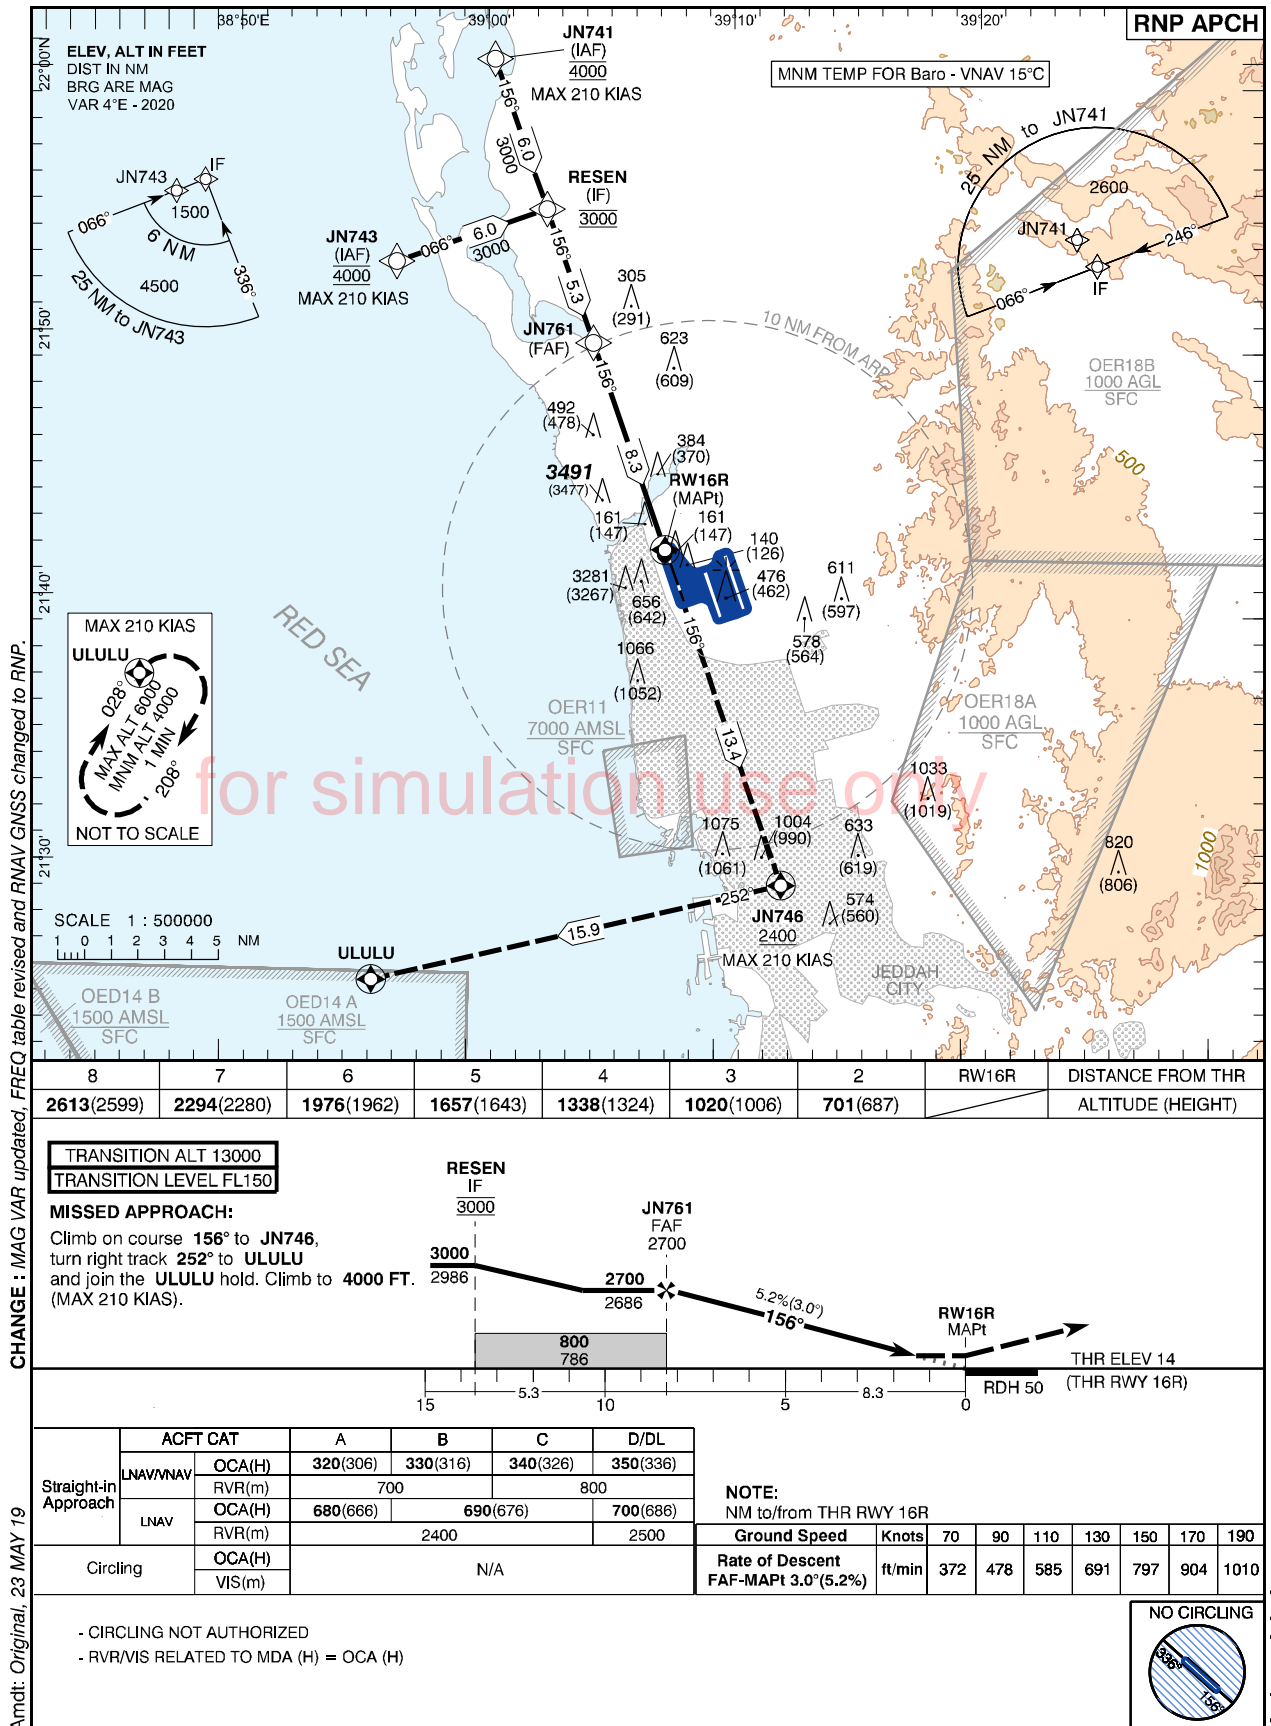 38°50'E
39°00'
39°10'
39°20'
RNP APCH
22°00'N
21°50'
21°40'
21°30'
ELEV, ALT IN FEET
DIST IN NM
BRG ARE MAG
VAR 4°E - 2020
MNM TEMP FOR Baro - VNAV 15°C
JN741
(IAF)
4000
MAX 210 KIAS
156°
6.0
3000
RESEN
(IF)
3000
JN743
(IAF)
4000
MAX 210 KIAS
066°
6.0
3000
156°
5.3
JN761
(FAF)
156°
8.3
JN743
IF
1500
066°
6 NM
336°
4500
25 NM to JN743
25 NM to JN741
2600
JN741
246°
066°
IF
10 NM FROM ARP
305
(291)
623
(609)
492
(478)
384
(370)
3491
(3477)
RW16R
(MAPt)
161
(147)
161
(147)
140
(126)
476
(462)
3281
(3267)
656
(642)
611
(597)
578
(564)
1066
(1052)
156°
13.4
OER18B
1000 AGL
SFC
500
OER18A
1000 AGL
SFC
OER11
7000 AMSL
SFC
RED SEA
for simulation use only
1033
(1019)
1075
(1061)
1004
(990)
633
(619)
820
(806)
1000
574
(560)
JN746
2400
MAX 210 KIAS
252°
15.9
ULULU
JEDDAH
CITY
MAX 210 KIAS
ULULU
028°
MAX ALT 6000
MNM ALT 4000
1 MIN
208°
NOT TO SCALE
SCALE 1 : 500000
1 0 1 2 3 4 5 NM
OED14 B
1500 AMSL
SFC
OED14 A
1500 AMSL
SFC
8 7 6 5 4 3 2 RW16R DISTANCE FROM THR
2613(2599) 2294(2280) 1976(1962) 1657(1643) 1338(1324) 1020(1006) 701(687) ALTITUDE (HEIGHT)
TRANSITION ALT 13000
TRANSITION LEVEL FL150
MISSED APPROACH:
Climb on course 156° to JN746,
turn right track 252° to ULULU
and join the ULULU hold. Climb to 4000 FT.
(MAX 210 KIAS).
RESEN
IF
3000
3000
2986
JN761
FAF
2700
2700
2686
5.2%(3.0°)
156°
800
786
RW16R
MAPt
THR ELEV 14
(THR RWY 16R)
RDH 50
5.3
8.3
15 10 5 0
Straight-in
Approach
ACFT CAT A B C D/DL
LNAV/VNAV OCA(H) 320(306) 330(316) 340(326) 350(336)
RVR(m) 700 800
LNAV OCA(H) 680(666) 690(676) 700(686)
RVR(m) 2400 2500
Circling OCA(H) N/A
VIS(m)
NOTE:
NM to/from THR RWY 16R
Ground Speed Knots 70 90 110 130 150 170 190
Rate of Descent
FAF-MAPt 3.0°(5.2%) ft/min 372 478 585 691 797 904 1010
- CIRCLING NOT AUTHORIZED
- RVR/VIS RELATED TO MDA (H) = OCA (H)
NO CIRCLING
336°
156°
CHANGE : MAG VAR updated, FREQ table revised and RNAV GNSS changed to RNP.
Amdt: Original, 23 MAY 19